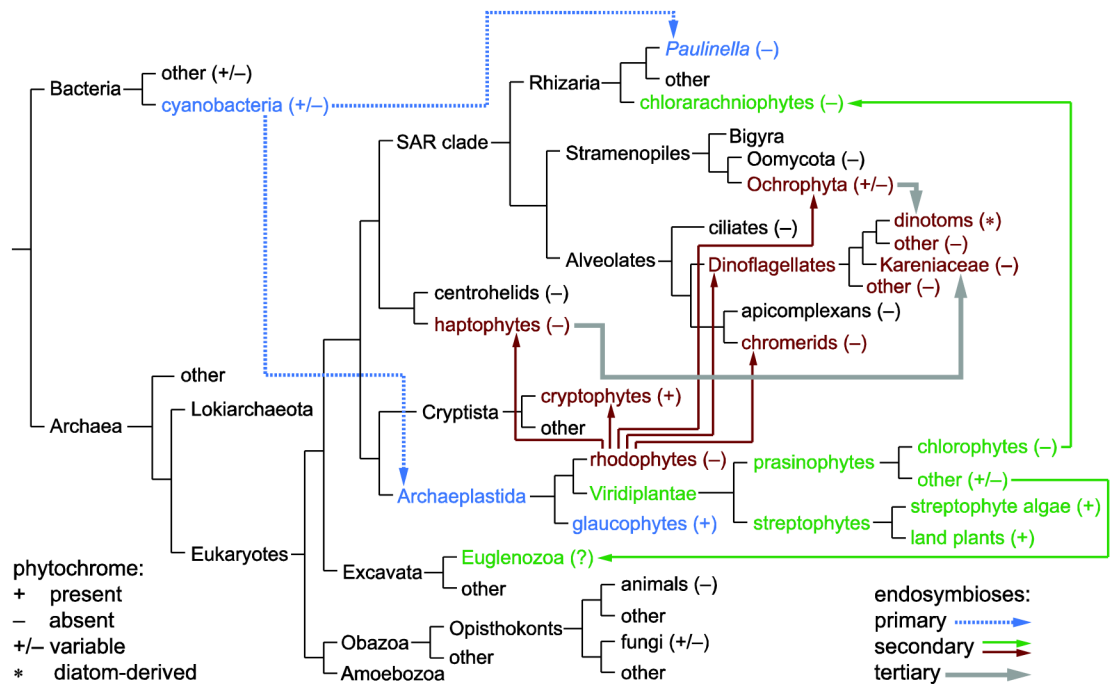 Paulinella (–)
other (+/–)
Bacteria
cyanobacteria (+/–)
Rhizaria
other
chlorarachniophytes (–)
SAR clade
Bigyra
Stramenopiles
Oomycota (–)
Ochrophyta (+/–)
dinotoms (*)
ciliates (–)
other (–)
Alveolates
Dinoflagellates
Kareniaceae (–)
other (–)
centrohelids (–)
apicomplexans (–)
haptophytes (–)
chromerids (–)
other
cryptophytes (+)
Lokiarchaeota
Cryptista
Archaea
other
rhodophytes (–)
chlorophytes (–)
prasinophytes
other (+/–)
Archaeplastida
Viridiplantae
streptophyte algae (+)
glaucophytes (+)
streptophytes
land plants (+)
Eukaryotes
Euglenozoa (?)
Excavata
other
animals (–)
other
Opisthokonts
Obazoa
fungi (+/–)
other
Amoebozoa
other
phytochrome:
+ present
– absent
+/– variable
* diatom-derived
endosymbioses:
primary
secondary
tertiary